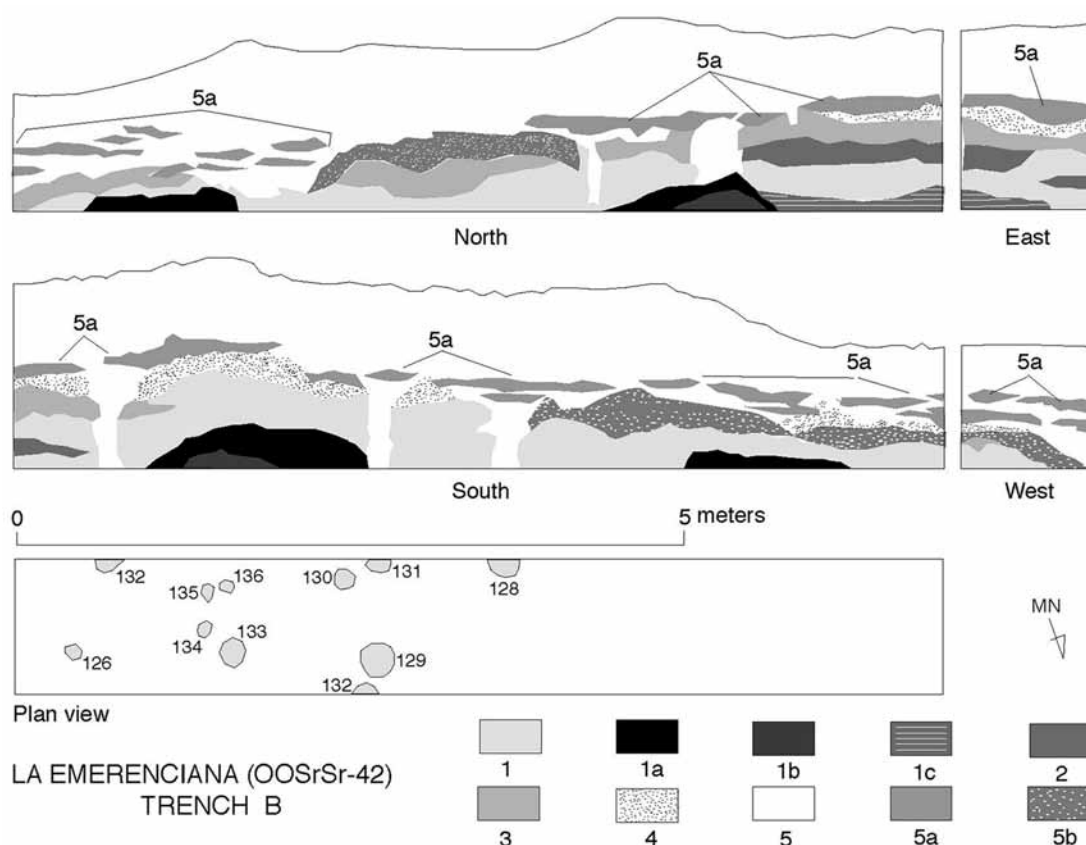 5a
5a
5a
North
East
5a
5a
5a
5a
South
West
0
5 meters
132
135
136
130
131
128
MN
126
134
133
129
132
Plan view
LA EMERENCIANA (OOSrSr-42)
TRENCH B
1
1a
1b
1c
2
3
4
5
5a
5b